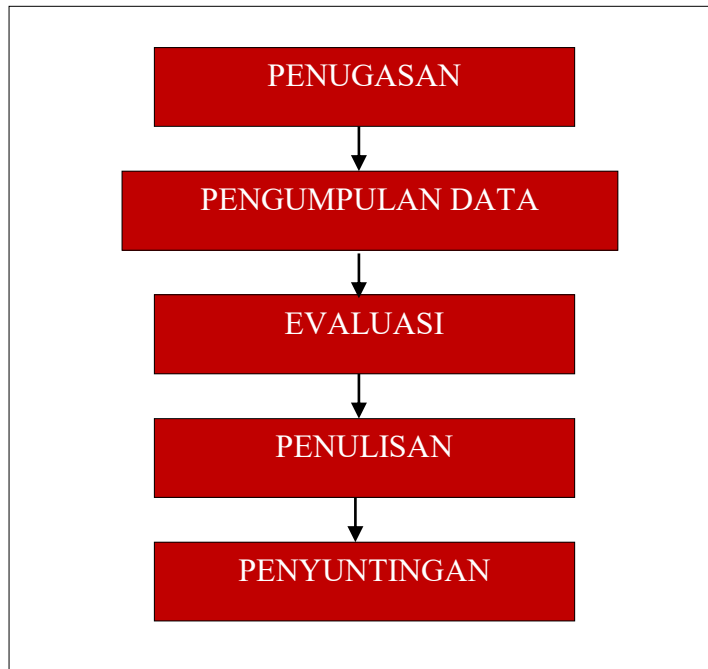 PENUGASAN
PENGUMPULAN DATA
EVALUASI
PENULISAN
PENYUNTINGAN